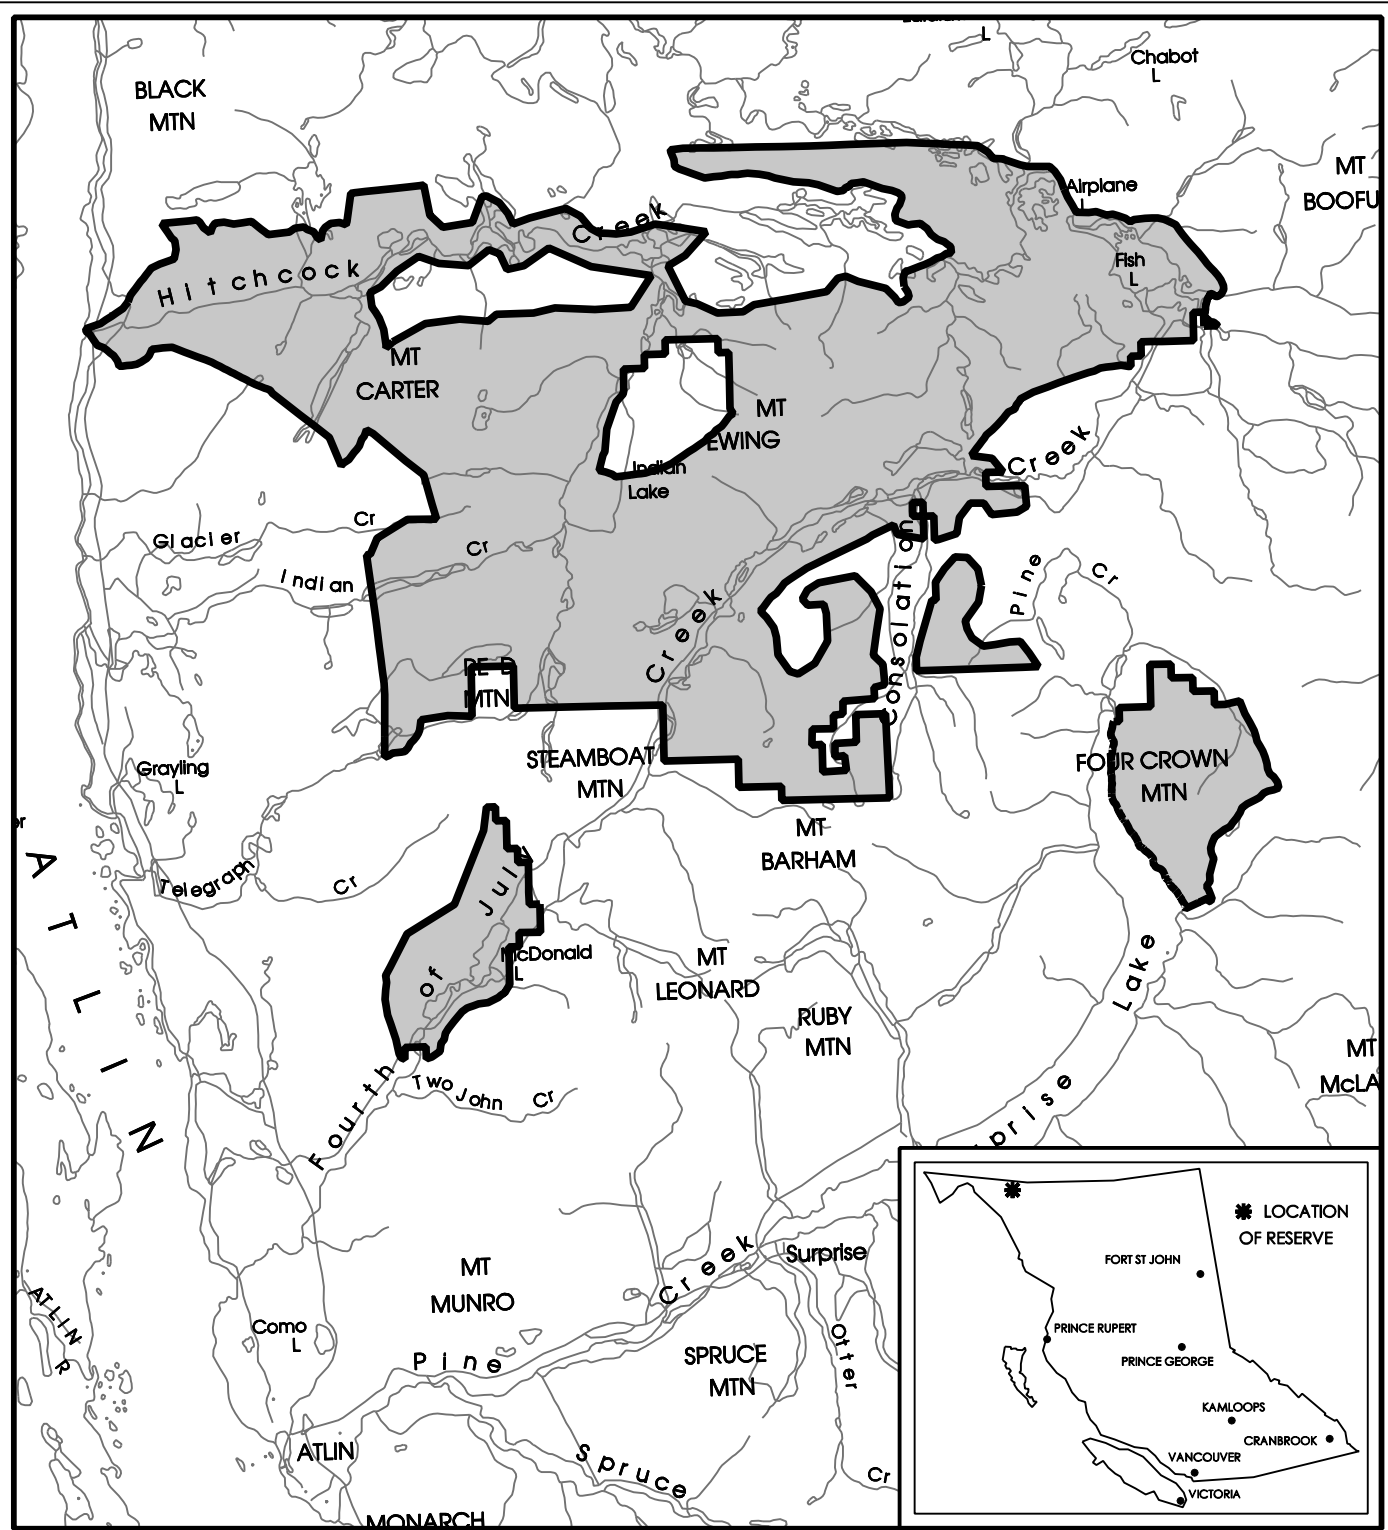 L
Chabot
L
BLACK
MTN
MT
BOOFU
Airplane
L
Creek
Hitchcock
Fish
L
MT
CARTER
MT
EWING
Creek
Indian
Lake
Glacier
Cr
Cr
Indian
Pine
Cr
Consolation
Creek
RED
MTN
STEAMBOAT
MTN
FOUR CROWN
MTN
Grayling
L
MT
BARHAM
ATLIN
Telegraph
Cr
Fourth of July
McDonald
L
MT
LEONARD
Lake
RUBY
MTN
MT
McLA
Two John Cr
prise
Surprise
MT
MUNRO
Creek
Pine
Como
L
ATLIN
R
SPRUCE
MTN
Otter
Cr
ATLIN
Spruce
MONARCH
LOCATION
OF RESERVE
FORT ST JOHN
PRINCE RUPERT
PRINCE GEORGE
KAMLOOPS
CRANBROOK
VANCOUVER
VICTORIA